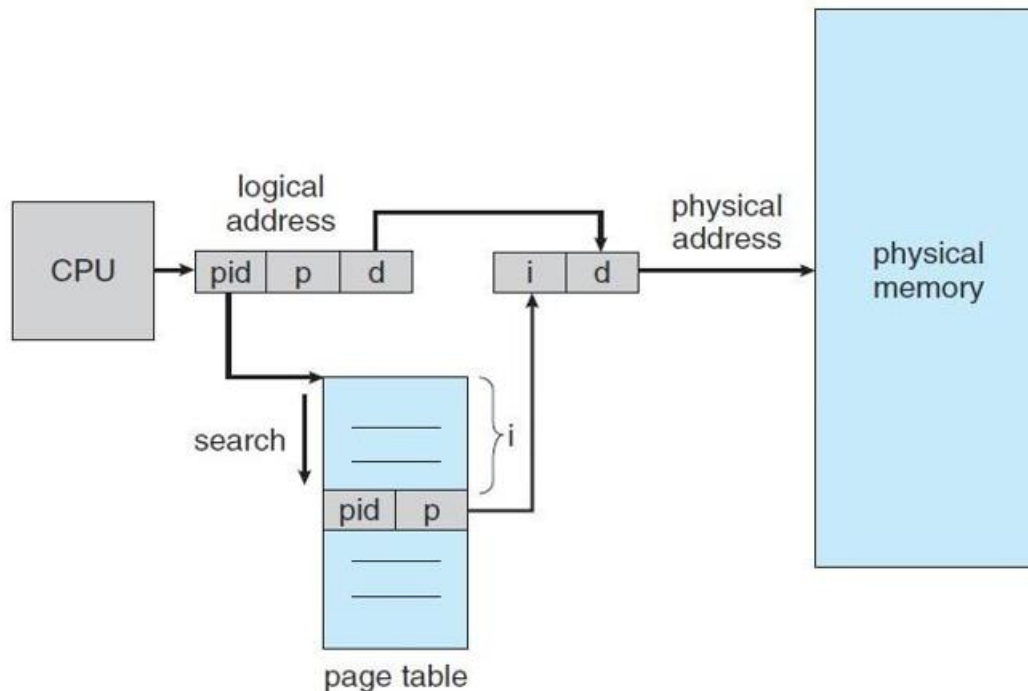 logical
address
physical
address
CPU
pid p d
i d
physical
memory
search
i
pid p
page table